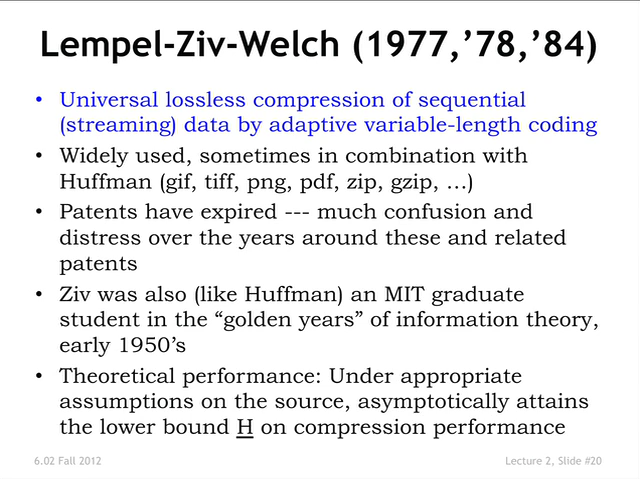 Lempel-Ziv-Welch (1977,’78,’84)
• Universal lossless compression of sequential
(streaming) data by adaptive variable-length coding
• Widely used, sometimes in combination with
Huffman (gif, tiff, png, pdf, zip, gzip, …)
• Patents have expired --- much confusion and
distress over the years around these and related
patents
• Ziv was also (like Huffman) an MIT graduate
student in the “golden years” of information theory,
early 1950’s
• Theoretical performance: Under appropriate
assumptions on the source, asymptotically attains
the lower bound H on compression performance
6.02 Fall 2012
Lecture 2, Slide #20